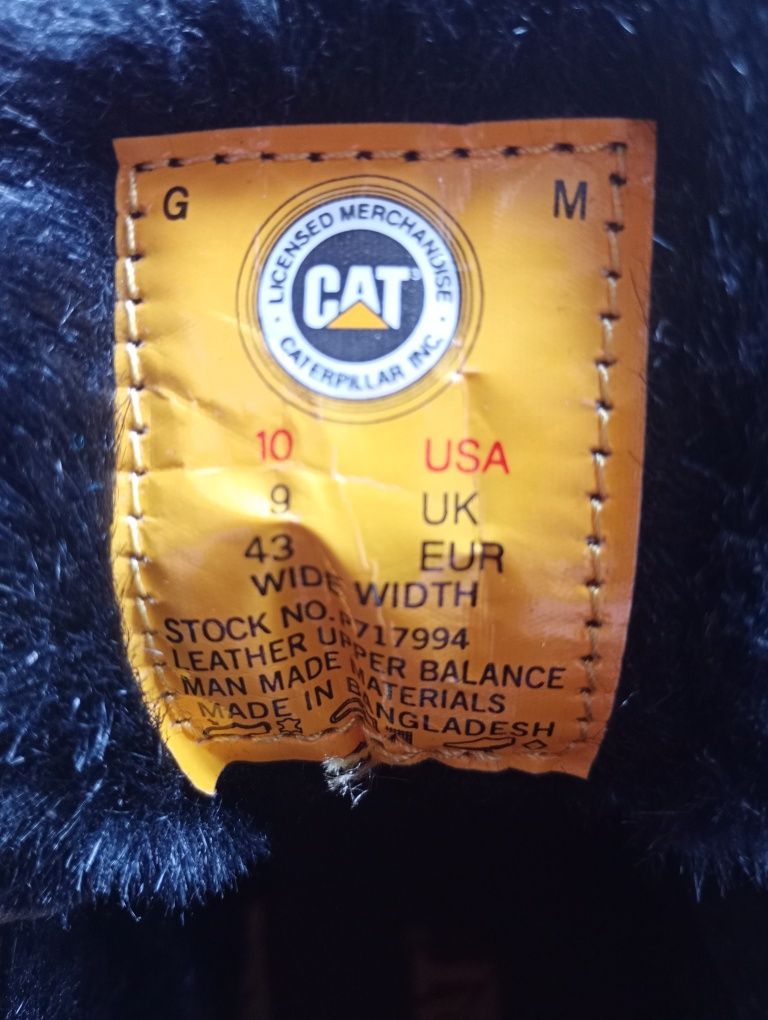 G M
LICENSED MERCHANDISE
CAT
CATERPILLAR INC.
10 USA
9 UK
43 EUR
WIDE WIDTH
STOCK NO. P717994
LEATHER UPPER BALANCE
MAN MADE MATERIALS
MADE IN BANGLADESH